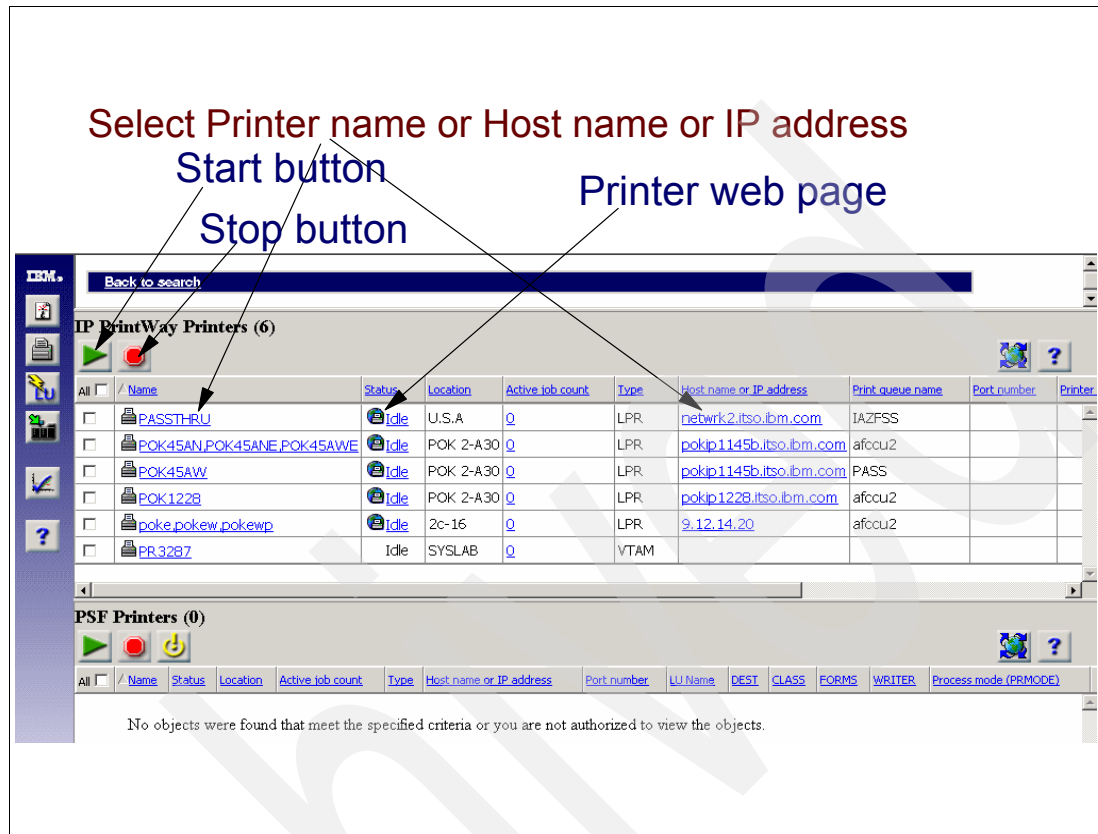 Select Printer name or Host name or IP address
Start button
Printer web page
Stop button
IBM.
Back to search
IP PrintWay Printers (6)
All / Name Status Location Active job count Type Host name or IP address Print queue name Port number Printer
PASSTHRU Idle U.S.A 0 LPR netwrk2.itso.ibm.com IAZFSS
POK45AN,POK45ANE,POK45AWE Idle POK 2-A30 0 LPR pokip1145b.itso.ibm.com afccu2
POK45AW Idle POK 2-A30 0 LPR pokip1145b.itso.ibm.com PASS
POK1228 Idle POK 2-A30 0 LPR pokip1228.itso.ibm.com afccu2
poke,pokew,pokewp Idle 2c-16 0 LPR 9.12.14.20 afccu2
PR3287 Idle SYSLAB 0 VTAM
PSF Printers (0)
All / Name Status Location Active job count Type Host name or IP address Port number LU Name DEST CLASS FORMS WRITER Process mode (PRMODE)
No objects were found that meet the specified criteria or you are not authorized to view the objects.